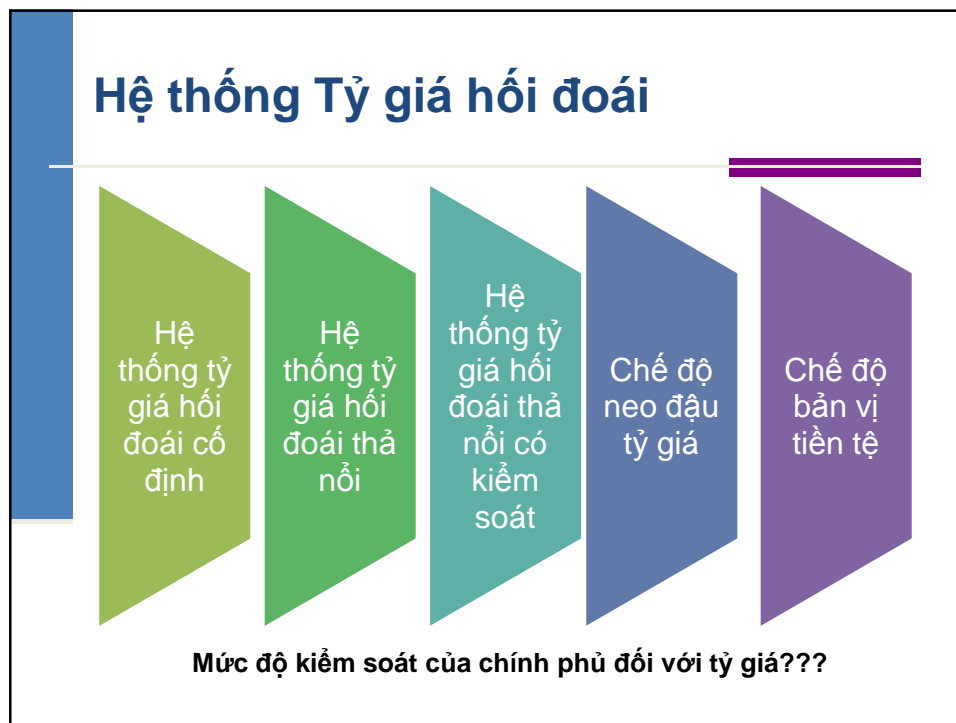 Hệ thống Tỷ giá hối đoái
Hệ
thống tỷ
giá hối
đoái cố
định
Hệ
thống tỷ
giá hối
đoái thả
nổi
Hệ
thống tỷ
giá hối
đoái thả
nổi có
kiểm
soát
Chế độ
neo đậu
tỷ giá
Chế độ
bản vị
tiền tệ
Mức độ kiểm soát của chính phủ đối với tỷ giá???